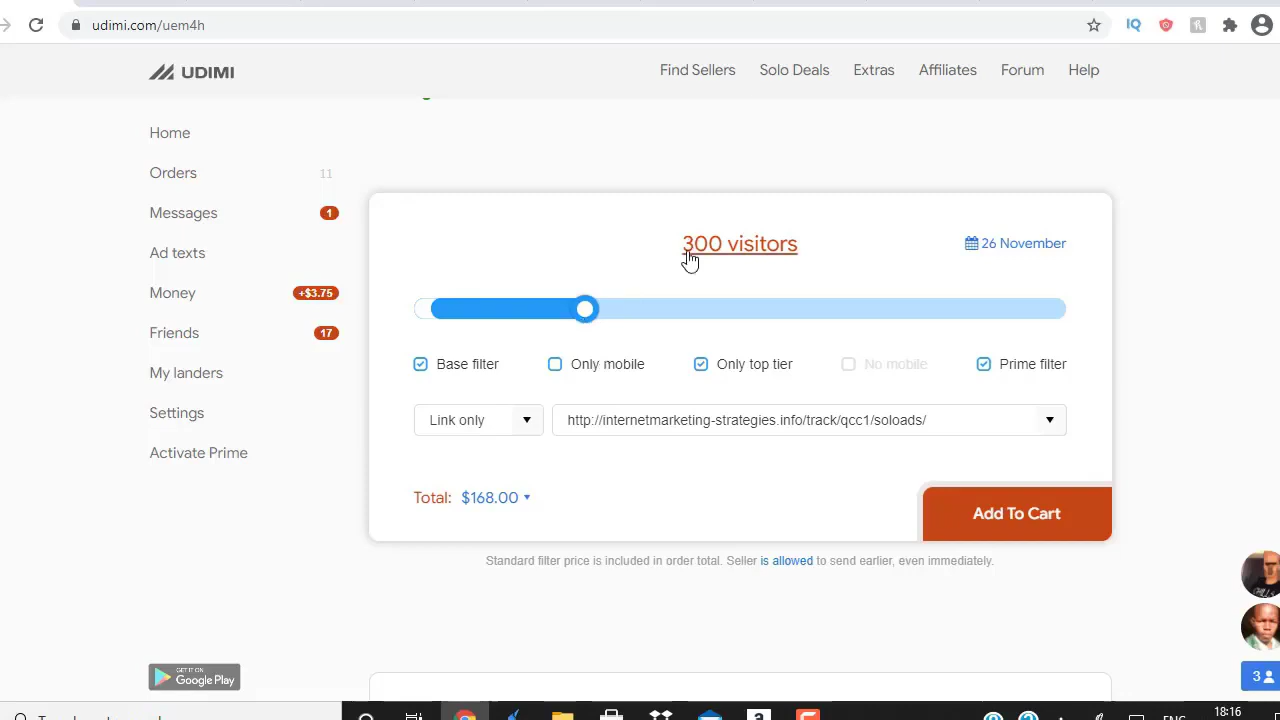 udimi.com/uem4h
IQ
UDIMI
Find Sellers Solo Deals Extras Affiliates Forum Help
Home
Orders 11
Messages 1
Ad texts
Money +$3.75
Friends 17
My landers
Settings
Activate Prime
300 visitors
26 November
Base filter Only mobile Only top tier No mobile Prime filter
Link only http://internetmarketing-strategies.info/track/qcc1/soloads/
Total: $168.00
Add To Cart
Standard filter price is included in order total. Seller is allowed to send earlier, even immediately.
3
GET IT ON
Google Play
18:16